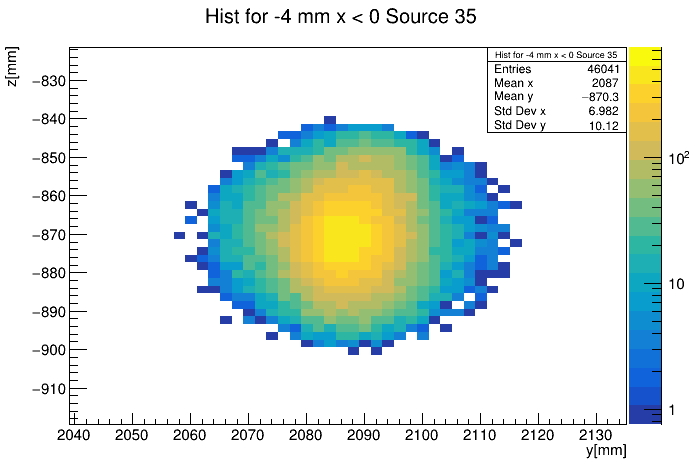 Hist for -4 mm x < 0 Source 35
z[mm]
Hist for -4 mm x < 0 Source 35
Entries 46041
Mean x 2087
Mean y −870.3
Std Dev x 6.982
Std Dev y 10.12
−830
−840
−850
−860
−870
−880
−890
−900
−910
10²
10
1
2040 2050 2060 2070 2080 2090 2100 2110 2120 2130
y[mm]